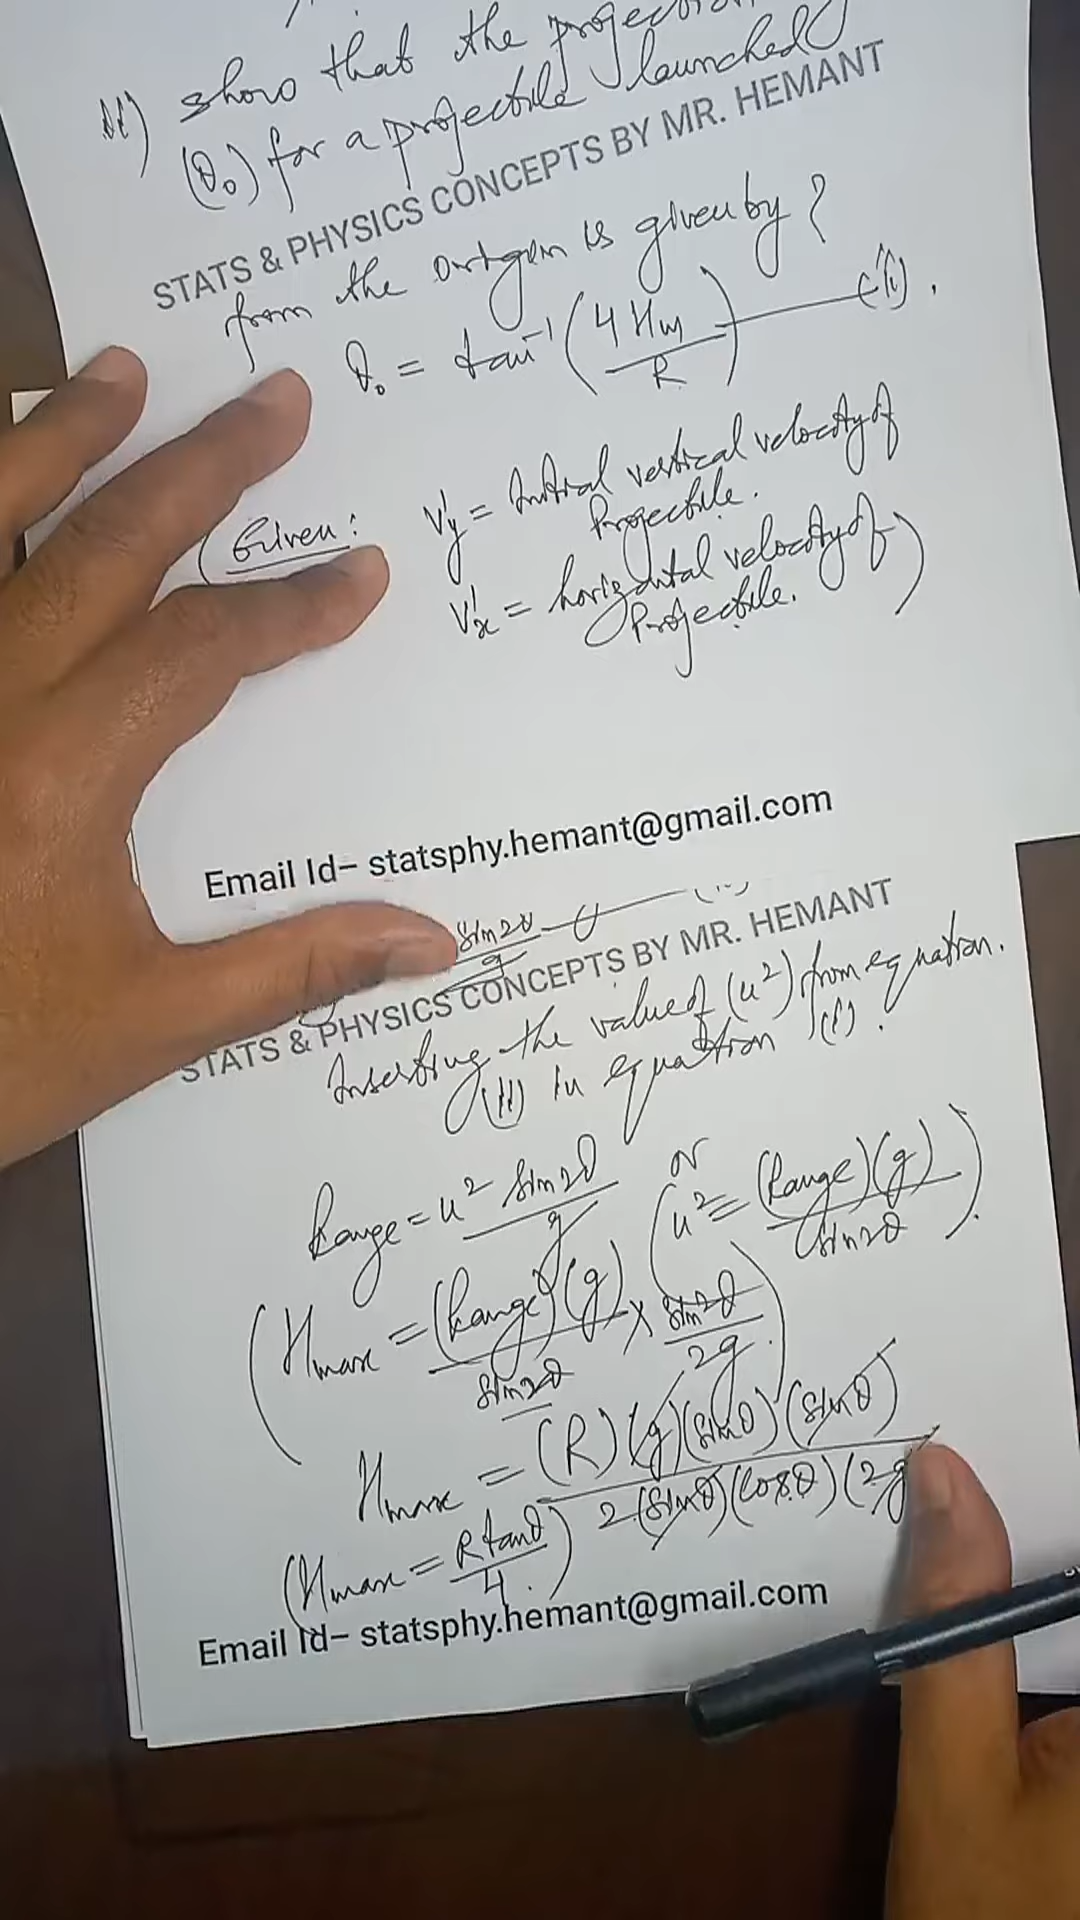 ii) show that the projection
(θ₀) for a projectile launched
STATS & PHYSICS CONCEPTS BY MR. HEMANT
from the origin is given by?
θ₀ = tan⁻¹ (4 Hm / R) — (ii).
(Given: V'y = Initial vertical velocity of
Projectile.
V'x = horizontal velocity of
Projectile.)
Email Id– statsphy.hemant@gmail.com
sin2θ / g
STATS & PHYSICS CONCEPTS BY MR. HEMANT
Inserting the value of (u²) from equation.
(ii) in equation (i).
Range = u² sin2θ / g or (u² = (Range)(g) / sin2θ).
(Hmax = (Range)(g) / sin2θ × sin²θ / 2g.)
Hmax = (R)(g)(sinθ)(sinθ) / 2(sinθ)(cosθ)(2g
(Hmax = R tanθ / 4.)
Email Id– statsphy.hemant@gmail.com